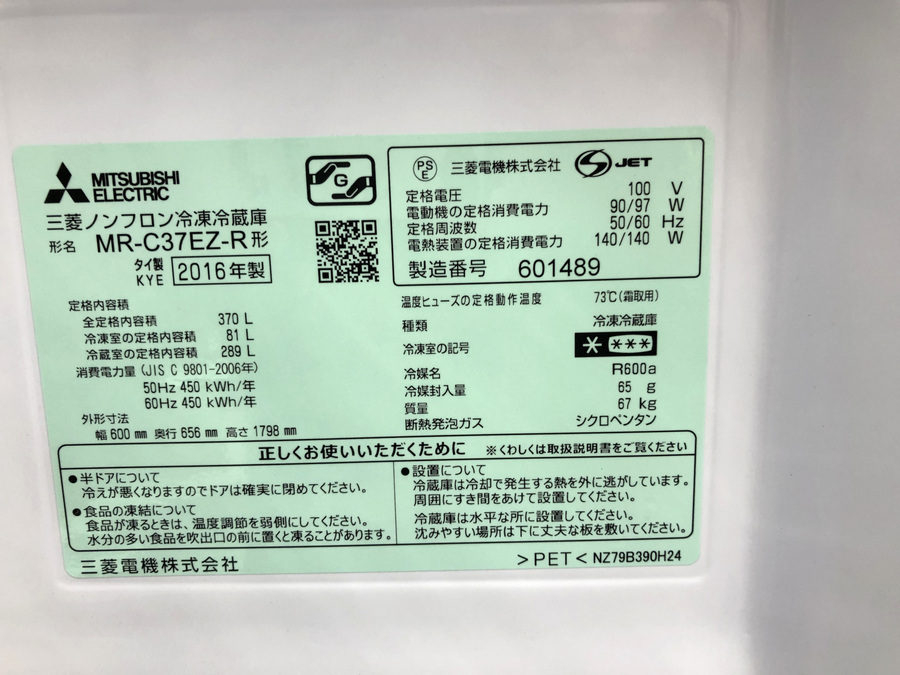 MITSUBISHI
ELECTRIC
三菱ノンフロン冷凍冷蔵庫
形名 MR-C37EZ-R形
タイ製
KYE 2016年製
G
PS
E 三菱電機株式会社 S JET
定格電圧 100 V
電動機の定格消費電力 90/97 W
定格周波数 50/60 Hz
電熱装置の定格消費電力 140/140 W
製造番号 601489
定格内容積
全定格内容積 370 L
冷凍室の定格内容積 81 L
冷蔵室の定格内容積 289 L
消費電力量(JIS C 9801-2006年)
50Hz 450 kWh/年
60Hz 450 kWh/年
外形寸法
幅 600 mm 奥行 656 mm 高さ 1798 mm
温度ヒューズの定格動作温度 73℃(霜取用)
種類 冷凍冷蔵庫
冷凍室の記号 * ***
冷媒名 R600a
冷媒封入量 65 g
質量 67 kg
断熱発泡ガス シクロペンタン
正しくお使いいただくために ※くわしくは取扱説明書をご覧ください
●半ドアについて
冷えが悪くなりますのでドアは確実に閉めてください。
●食品の凍結について
食品が凍るときは、温度調節を弱側にしてください。
水分の多い食品を吹出口の前に置くと凍ることがあります。
●設置について
冷蔵庫は冷却で発生する熱を外に逃がしています。
周囲にすき間をあけて設置してください。
冷蔵庫は水平な所に設置してください。
沈みやすい場所は下に丈夫な板を敷いてください。
三菱電機株式会社
>PET< NZ79B390H24